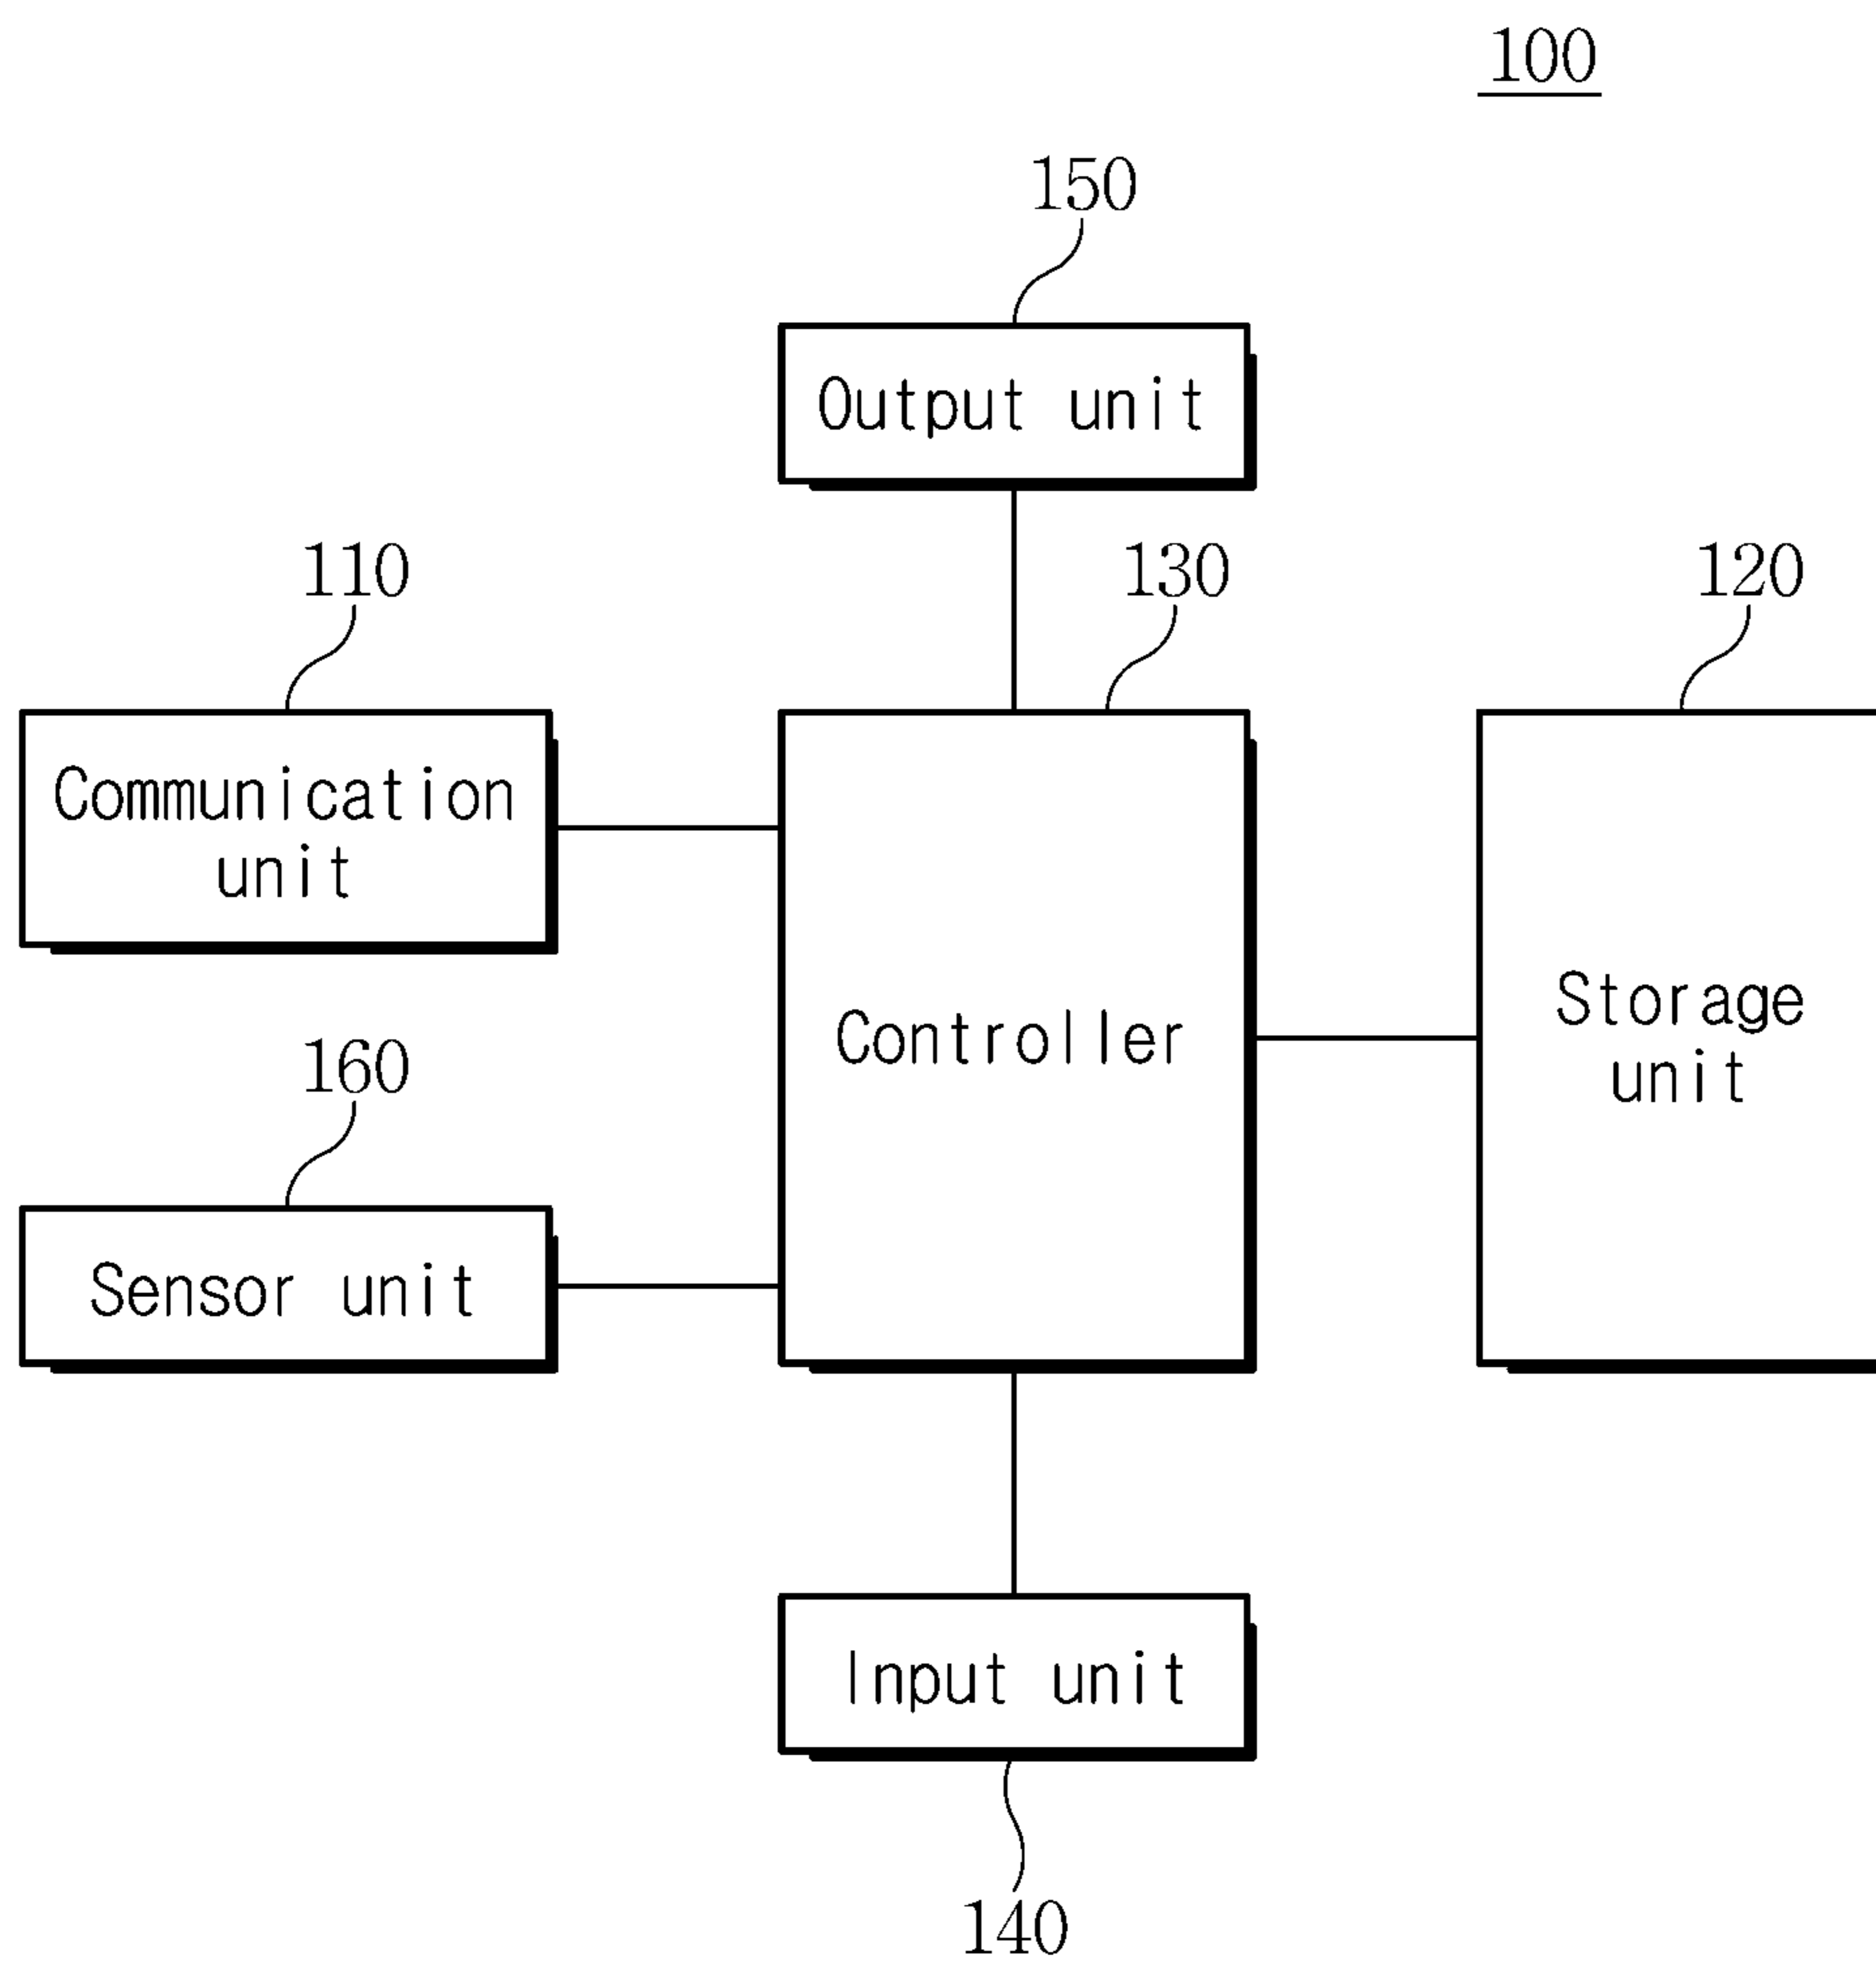 100
150
Output unit
110
130
120
Communication
unit
Storage
unit
Controller
160
Sensor unit
Input unit
140